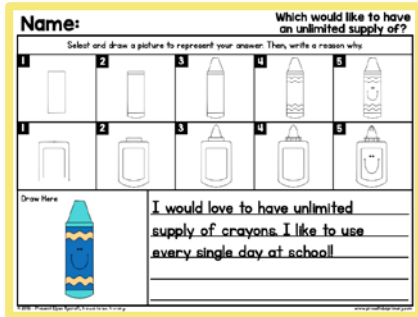 Name:
Which would like to have
an unlimited supply of?
Select and draw a picture to represent your answer. Then, write a reason why.
1 2 3 4 5
1 2 3 4 5
Draw Here
I would love to have unlimited
supply of crayons. I like to use
every single day at school!